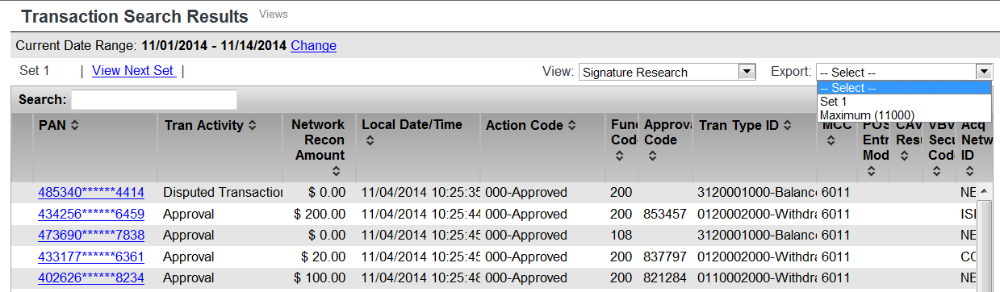 Transaction Search Results Views
Current Date Range: 11/01/2014 - 11/14/2014 Change
Set 1 | View Next Set | View: Signature Research Export: -- Select --
-- Select --
Set 1
Maximum (11000)
Search:
PAN Tran Activity Network Recon Amount Local Date/Time Action Code Func Code Approva Code Tran Type ID MCC POS Entr Mod CAV Resu VBV Secu Code Acq Netw ID
485340******4414 Disputed Transaction $ 0.00 11/04/2014 10:25:35 000-Approved 200 3120001000-Balanc 6011 NE
434256******6459 Approval $ 200.00 11/04/2014 10:25:44 000-Approved 200 853457 0120002000-Withdra 6011 ISI
473690******7838 Approval $ 0.00 11/04/2014 10:25:45 000-Approved 108 3120001000-Balanc 6011 NE
433177******6361 Approval $ 20.00 11/04/2014 10:25:45 000-Approved 200 837797 0120002000-Withdra 6011 CO
402626******8234 Approval $ 100.00 11/04/2014 10:25:48 000-Approved 200 821284 0110002000-Withdra 6011 NE